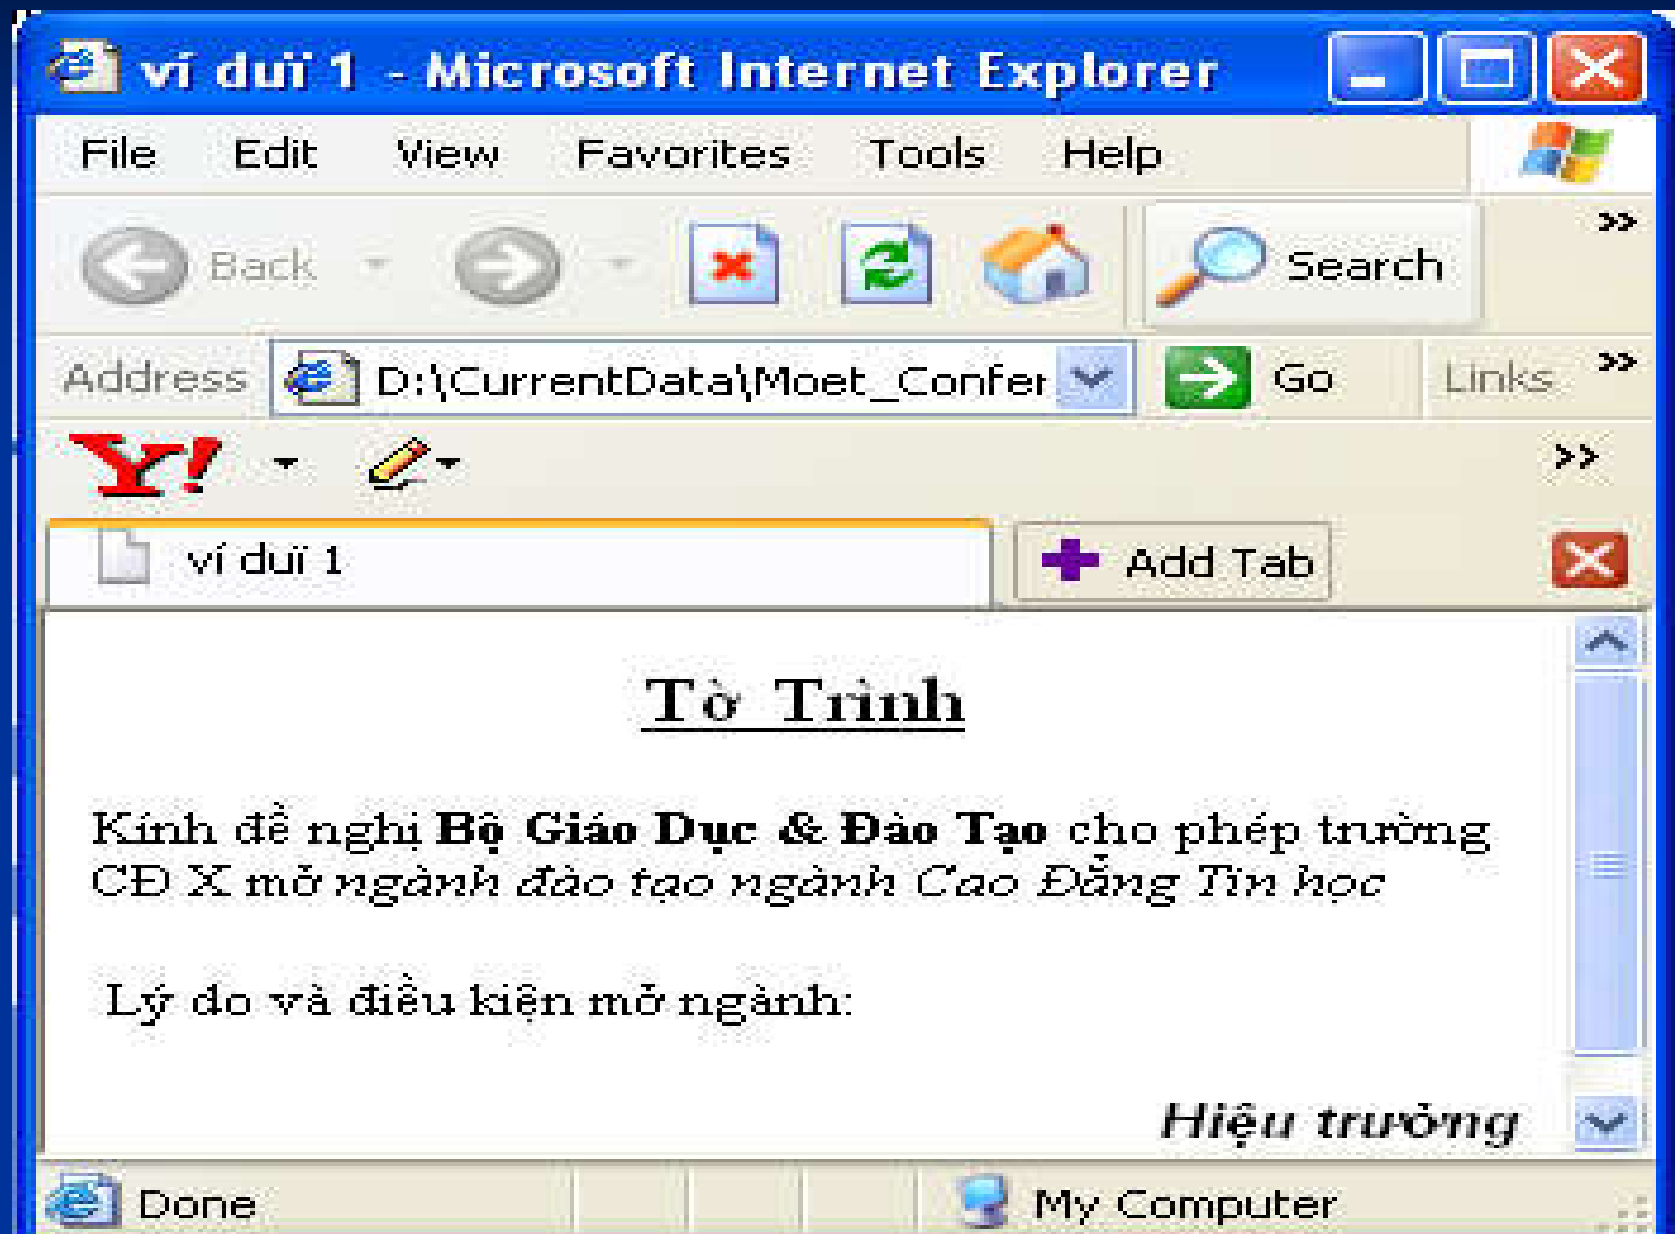 ví duï 1 - Microsoft Internet Explorer
File Edit View Favorites Tools Help
Back Search »
Address D:\CurrentData\Moet_Confer Go Links »
Y! »
ví duï 1 Add Tab
Tờ Trình
Kính đề nghị Bộ Giáo Dục & Đào Tạo cho phép trường
CĐ X mở ngành đào tạo ngành Cao Đẳng Tin học
Lý do và điều kiện mở ngành:
Hiệu trưởng
Done My Computer